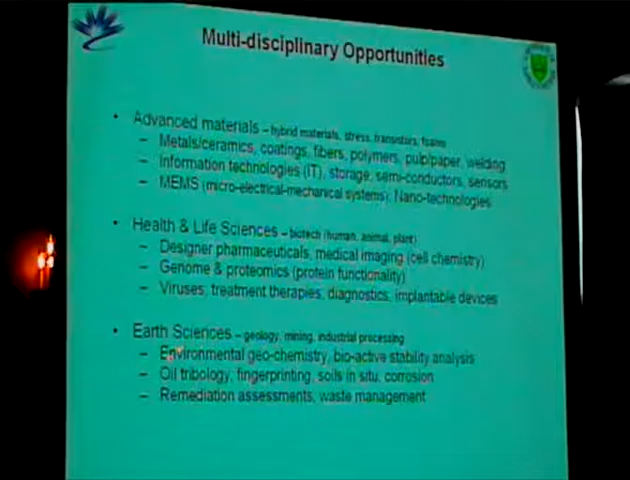 Multi-disciplinary Opportunities
• Advanced materials – hybrid materials, stress, transistors, foams
– Metals/ceramics, coatings, fibers, polymers, pulp/paper, welding
– Information technologies (IT), storage, semi-conductors, sensors
– MEMS (micro-electrical-mechanical systems), Nano-technologies
• Health & Life Sciences – biotech (human, animal, plant)
– Designer pharmaceuticals, medical imaging (cell chemistry)
– Genome & proteomics (protein functionality)
– Viruses, treatment therapies, diagnostics, implantable devices
• Earth Sciences – geology, mining, industrial processing
– Environmental geo-chemistry, bio-active stability analysis
– Oil tribology, fingerprinting, soils in situ, corrosion
– Remediation assessments, waste management